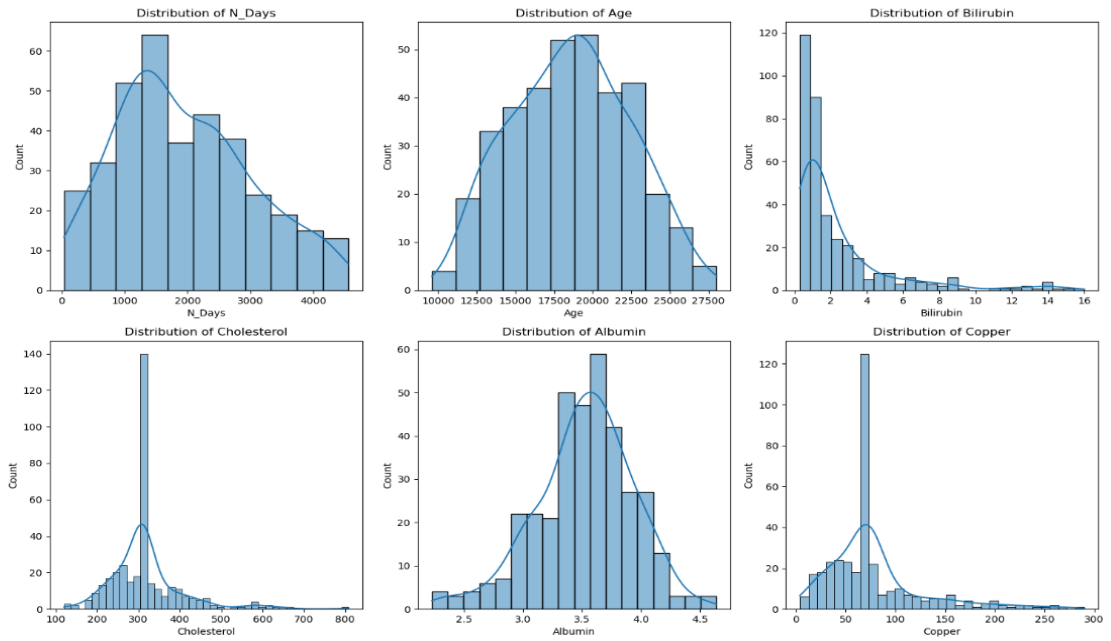 Distribution of N_Days
Count
60
50
40
30
20
10
0
0 1000 2000 3000 4000
N_Days
Distribution of Age
Count
50
40
30
20
10
0
10000 12500 15000 17500 20000 22500 25000 27500
Age
Distribution of Bilirubin
Count
120
100
80
60
40
20
0
0 2 4 6 8 10 12 14 16
Bilirubin
Distribution of Cholesterol
Count
140
120
100
80
60
40
20
0
100 200 300 400 500 600 700 800
Cholesterol
Distribution of Albumin
Count
60
50
40
30
20
10
0
2.5 3.0 3.5 4.0 4.5
Albumin
Distribution of Copper
Count
120
100
80
60
40
20
0
0 50 100 150 200 250 300
Copper